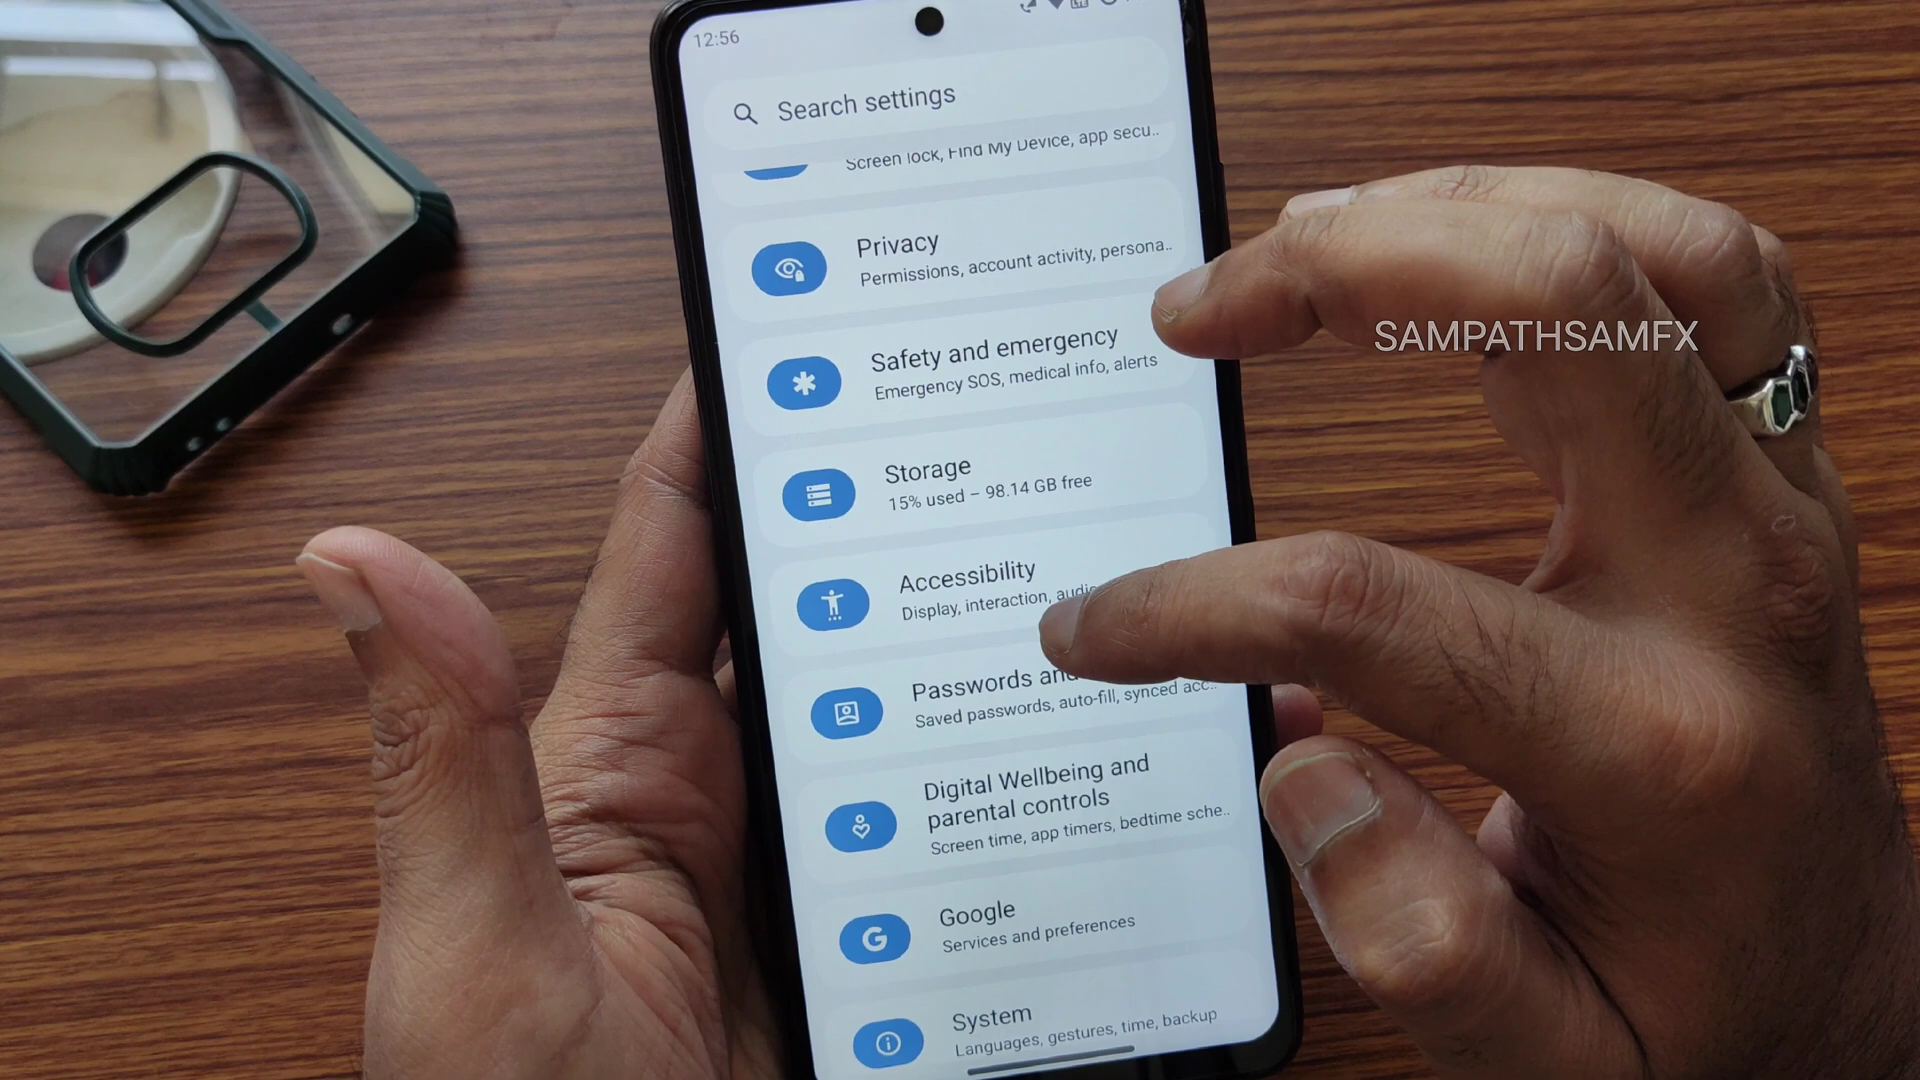 12:56
Search settings
Screen lock, Find My Device, app secu..
Privacy
Permissions, account activity, persona..
Safety and emergency
Emergency SOS, medical info, alerts
SAMPATHSAMFX
Storage
15% used – 98.14 GB free
Accessibility
Display, interaction, audio
Passwords and
Saved passwords, auto-fill, synced acc..
Digital Wellbeing and
parental controls
Screen time, app timers, bedtime sche..
Google
Services and preferences
System
Languages, gestures, time, backup